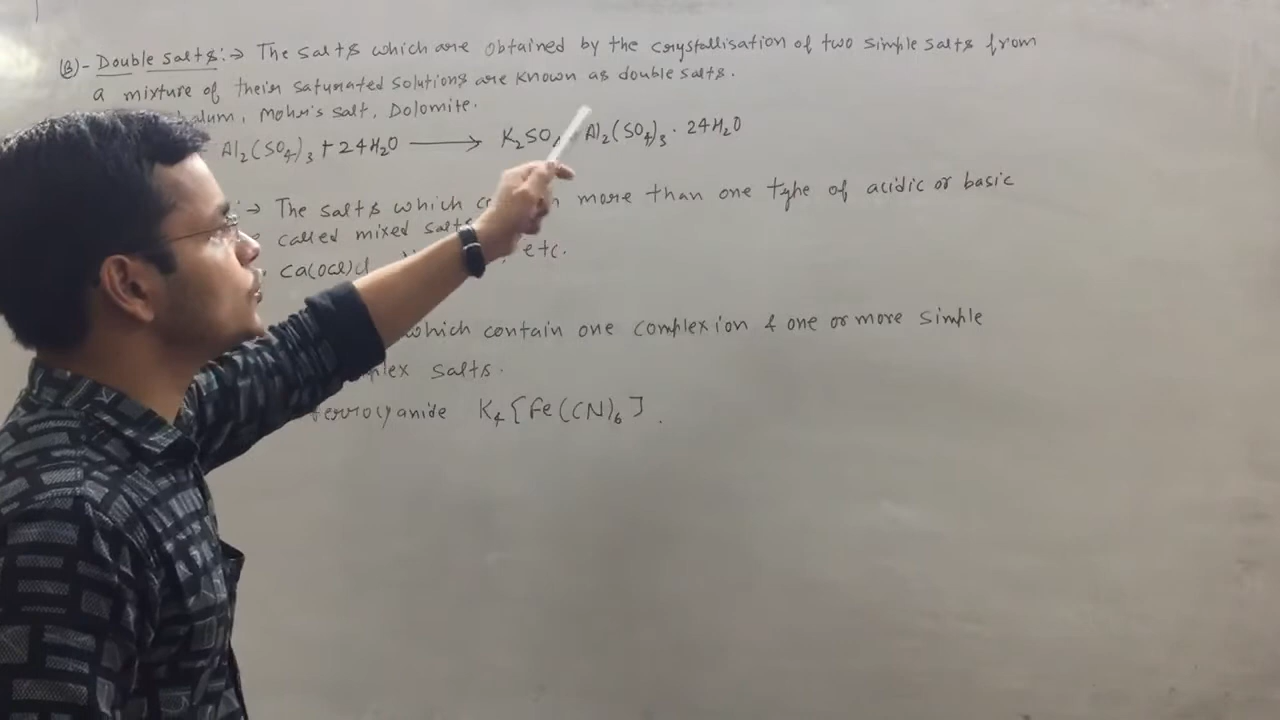 (B)- Double salts:→ The salts which are obtained by the crystallisation of two simple salts from
a mixture of their saturated solutions are known as double salts.
alum, Mohr's salt, Dolomite.
Al₂(SO₄)₃ + 24H₂O ⟶ K₂SO₄ . Al₂(SO₄)₃ . 24H₂O
:→ The salts which more than one type of acidic or basic
called mixed salts
Ca(OCl)Cl etc.
which contain one complex ion & one or more simple
salts.
ferrocyanide K₄[Fe(CN)₆].